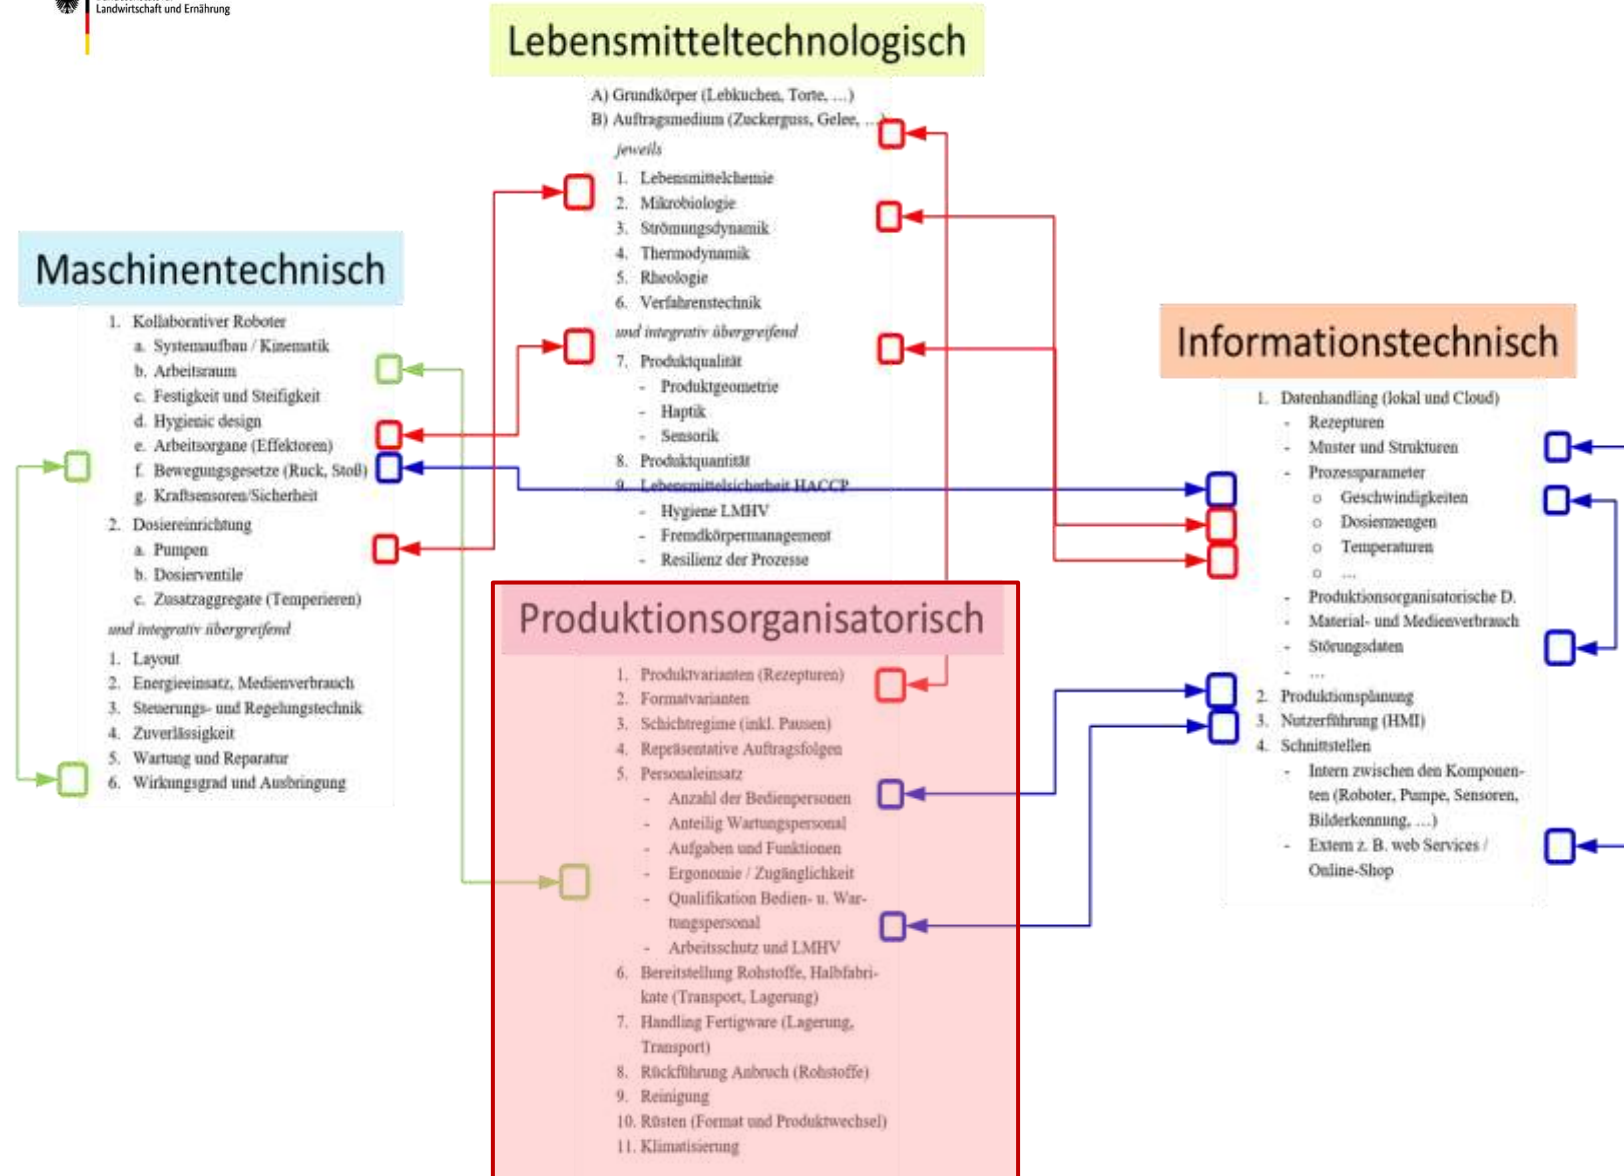 Landwirtschaft und Ernährung
Lebensmitteltechnologisch
A) Grundkörper (Lebkuchen, Torte, …)
B) Auftragsmedium (Zuckerguss, Gelee, …)
jeweils
1. Lebensmittelchemie
2. Mikrobiologie
3. Strömungsdynamik
4. Thermodynamik
5. Rheologie
6. Verfahrenstechnik
und integrativ übergreifend
7. Produktqualität
- Produktgeometrie
- Haptik
- Sensorik
8. Produktquantität
9. Lebensmittelsicherheit HACCP
- Hygiene LMHV
- Fremdkörpermanagement
- Resilienz der Prozesse
Maschinentechnisch
1. Kollaborativer Roboter
a. Systemaufbau / Kinematik
b. Arbeitsraum
c. Festigkeit und Steifigkeit
d. Hygienic design
e. Arbeitsorgane (Effektoren)
f. Bewegungsgesetze (Ruck, Stoß)
g. Kraftsensoren/Sicherheit
2. Dosiereinrichtung
a. Pumpen
b. Dosierventile
c. Zusatzaggregate (Temperieren)
und integrativ übergreifend
1. Layout
2. Energieeinsatz, Medienverbrauch
3. Steuerungs- und Regelungstechnik
4. Zuverlässigkeit
5. Wartung und Reparatur
6. Wirkungsgrad und Ausbringung
Informationstechnisch
1. Datenhandling (lokal und Cloud)
- Rezepturen
- Muster und Strukturen
- Prozessparameter
o Geschwindigkeiten
o Dosiermengen
o Temperaturen
o …
- Produktionsorganisatorische D.
- Material- und Medienverbrauch
- Störungsdaten
- …
2. Produktionsplanung
3. Nutzerführung (HMI)
4. Schnittstellen
- Intern zwischen den Komponen-
ten (Roboter, Pumpe, Sensoren,
Bilderkennung, …)
- Extern z. B. web Services /
Online-Shop
Produktionsorganisatorisch
1. Produktvarianten (Rezepturen)
2. Formatvarianten
3. Schichtregime (inkl. Pausen)
4. Repräsentative Auftragsfolgen
5. Personaleinsatz
- Anzahl der Bedienpersonen
- Anteilig Wartungspersonal
- Aufgaben und Funktionen
- Ergonomie / Zugänglichkeit
- Qualifikation Bedien- u. War-
tungspersonal
- Arbeitsschutz und LMHV
6. Bereitstellung Rohstoffe, Halbfabri-
kate (Transport, Lagerung)
7. Handling Fertigware (Lagerung,
Transport)
8. Rückführung Anbruch (Rohstoffe)
9. Reinigung
10. Rüsten (Format und Produktwechsel)
11. Klimatisierung